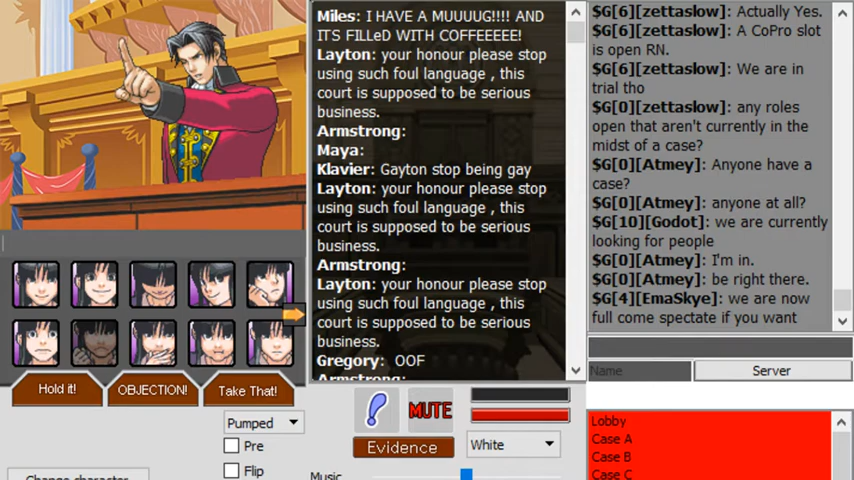 Miles: I HAVE A MUUUUG!!!! AND
IT'S FILLeD WITH COFFEEEEE!
Layton: your honour please stop
using such foul language , this
court is supposed to be serious
business.
Armstrong:
Maya:
Klavier: Gayton stop being gay
Layton: your honour please stop
using such foul language , this
court is supposed to be serious
business.
Armstrong:
Layton: your honour please stop
using such foul language , this
court is supposed to be serious
business.
Gregory: OOF
Armstrong:
$G[6][zettaslow]: Actually Yes.
$G[6][zettaslow]: A CoPro slot
is open RN.
$G[6][zettaslow]: We are in
trial tho
$G[0][zettaslow]: any roles
open that aren't currently in the
midst of a case?
$G[0][Atmey]: Anyone have a
case?
$G[0][Atmey]: anyone at all?
$G[10][Godot]: we are currently
looking for people
$G[0][Atmey]: I'm in.
$G[0][Atmey]: be right there.
$G[4][EmaSkye]: we are now
full come spectate if you want
Name
Server
Hold it!
OBJECTION!
Take That!
Pumped
Pre
Flip
Change character
MUTE
Evidence
White
Music
Lobby
Case A
Case B
Case C